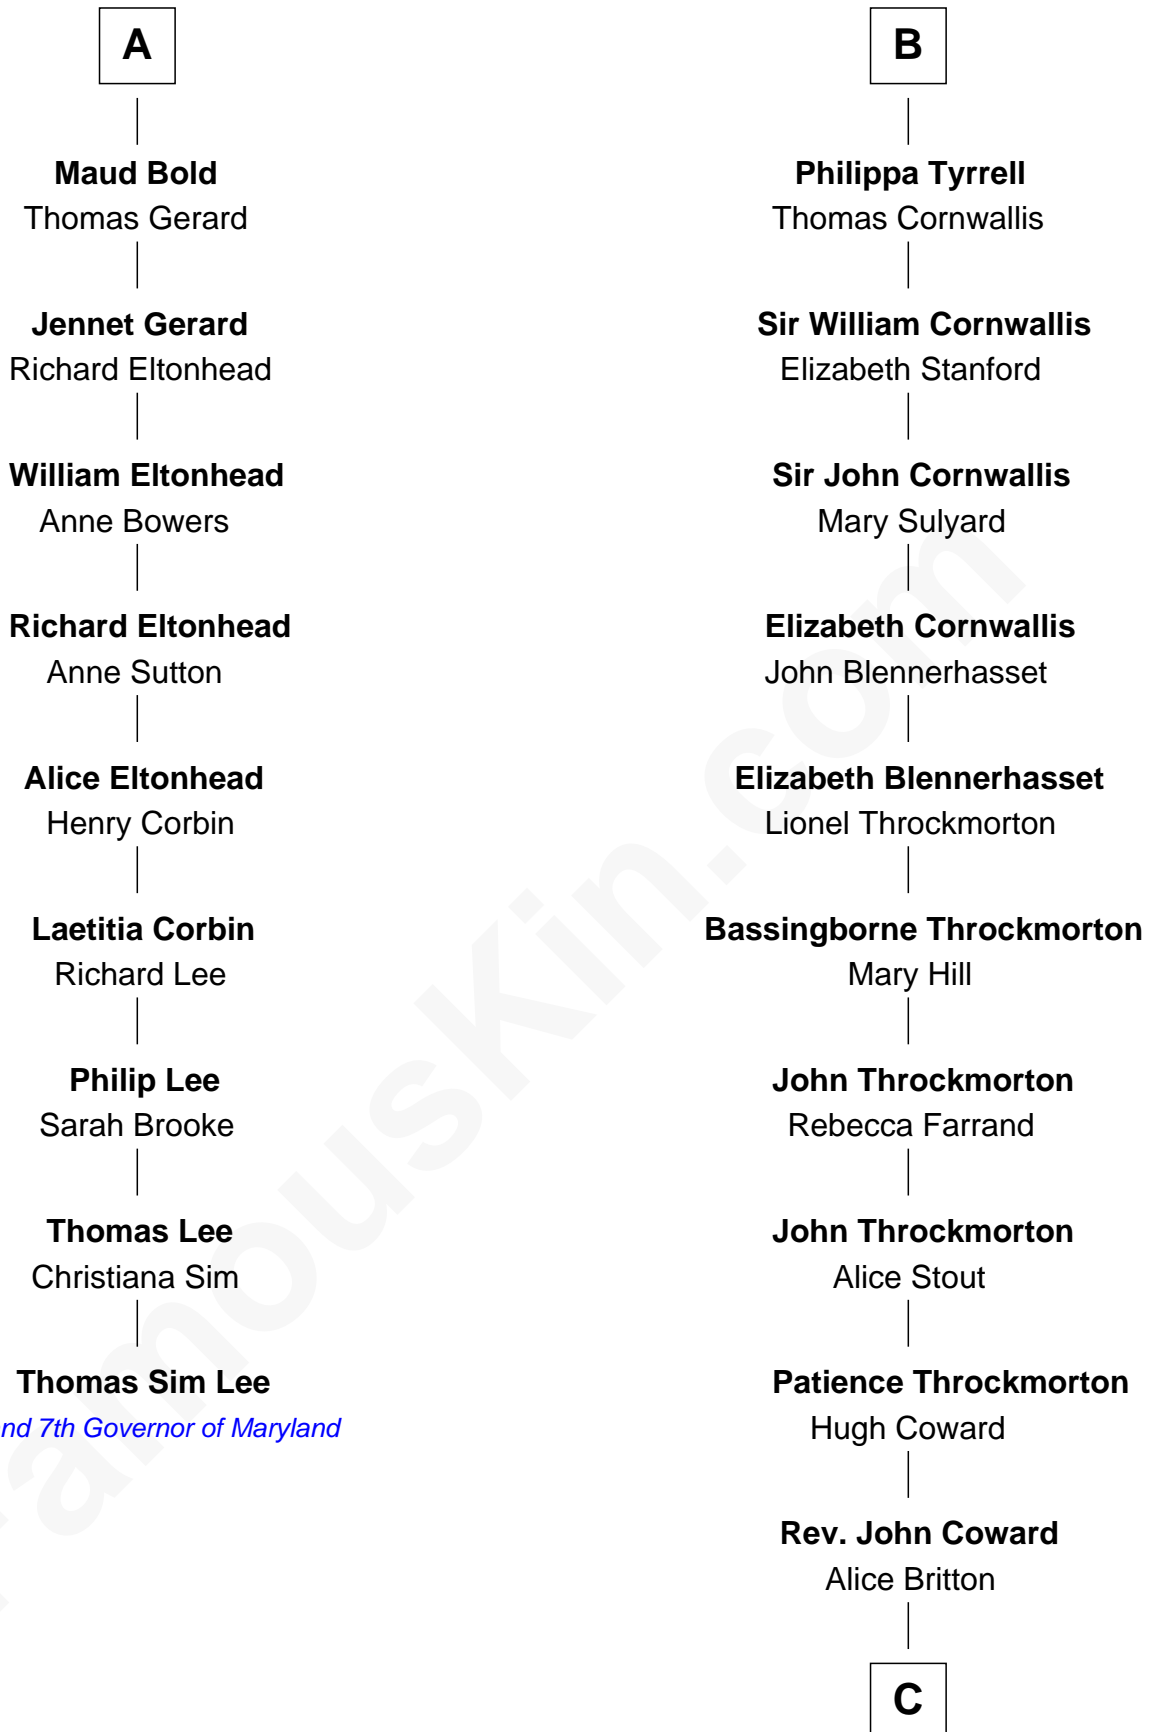 A
Maud Bold
Thomas Gerard
Jennet Gerard
Richard Eltonhead
William Eltonhead
Anne Bowers
Richard Eltonhead
Anne Sutton
Alice Eltonhead
Henry Corbin
Laetitia Corbin
Richard Lee
Philip Lee
Sarah Brooke
Thomas Lee
Christiana Sim
Thomas Sim Lee
7th Governor of Maryland
B
Philippa Tyrrell
Thomas Cornwallis
Sir William Cornwallis
Elizabeth Stanford
Sir John Cornwallis
Mary Sulyard
Elizabeth Cornwallis
John Blennerhasset
Elizabeth Blennerhasset
Lionel Throckmorton
Bassingborne Throckmorton
Mary Hill
John Throckmorton
Rebecca Farrand
John Throckmorton
Alice Stout
Patience Throckmorton
Hugh Coward
Rev. John Coward
Alice Britton
C
FamousKin.com